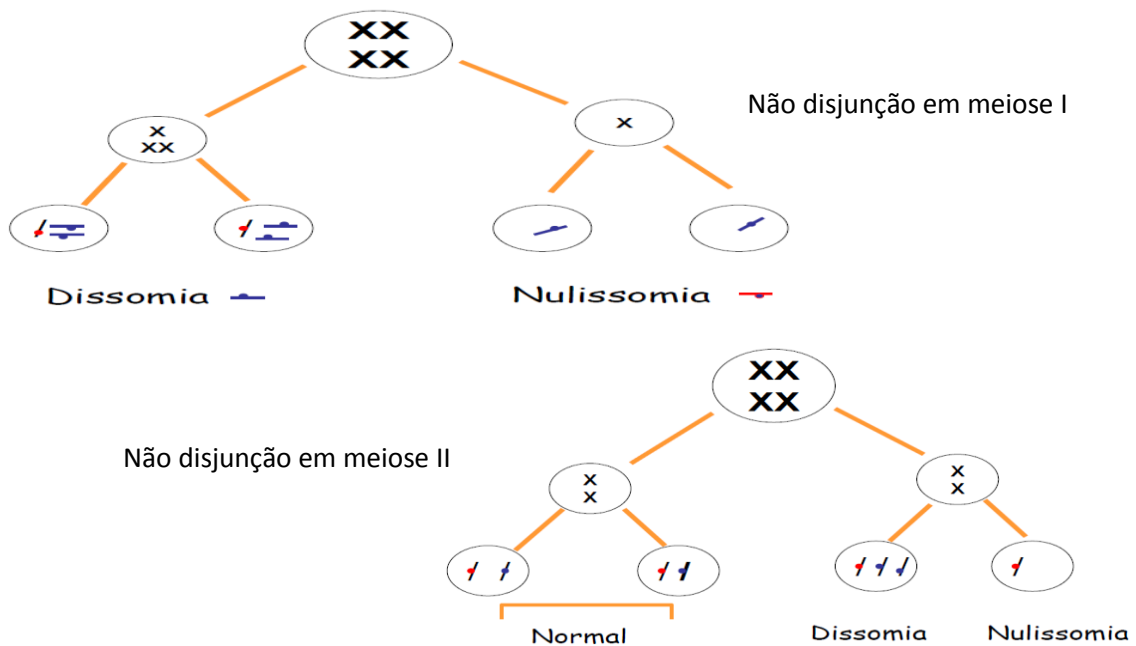 XX
XX
Não disjunção em meiose I
X
XX
X
Dissomia
Nulissomia
XX
XX
Não disjunção em meiose II
X
X
X
X
Normal
Dissomia
Nulissomia